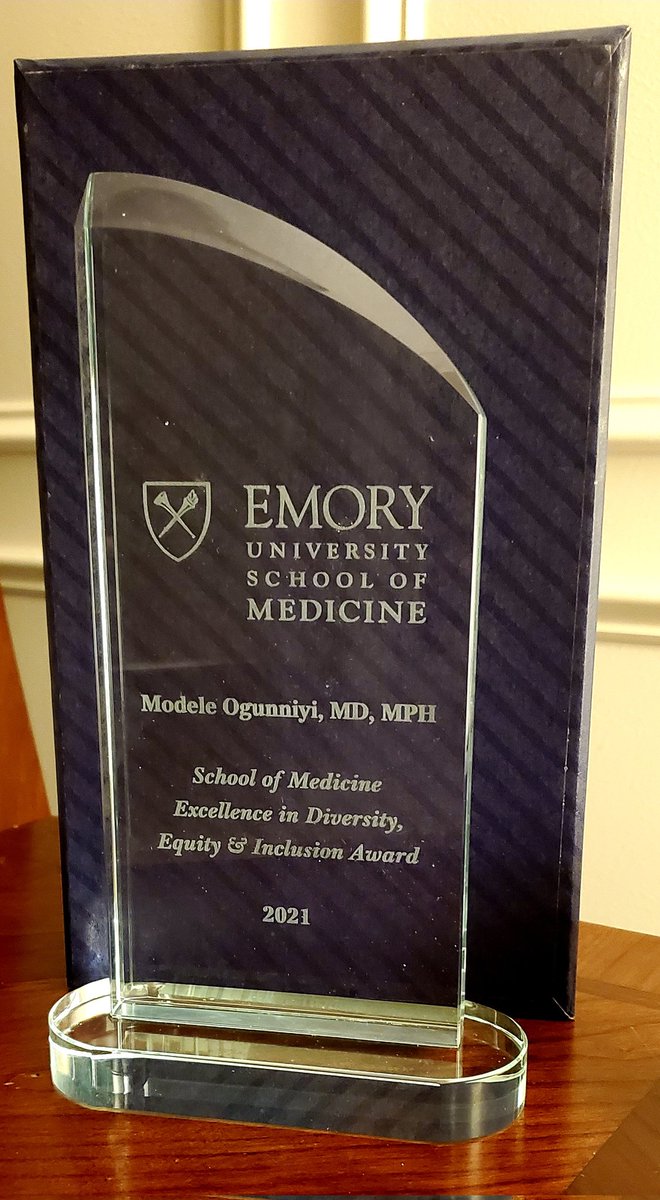 EMORY
UNIVERSITY
SCHOOL OF
MEDICINE
Modele Ogunniyi, MD, MPH
School of Medicine
Excellence in Diversity,
Equity & Inclusion Award
2021